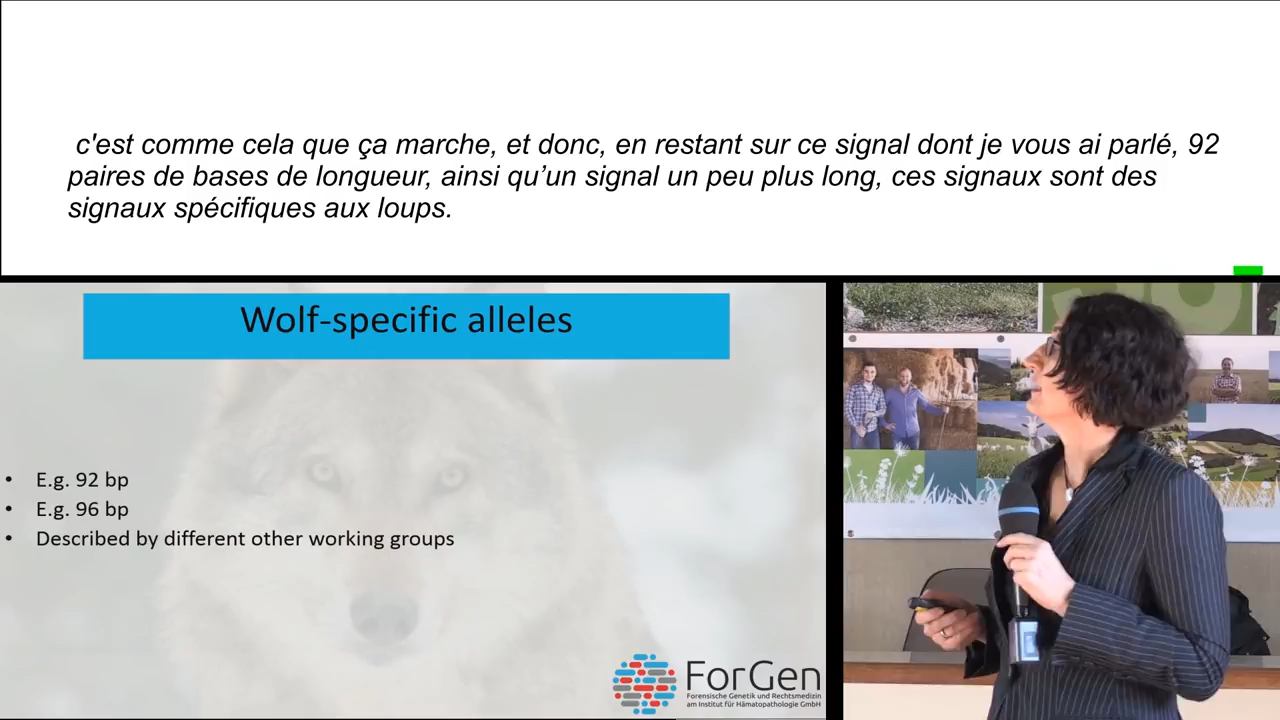 c'est comme cela que ça marche, et donc, en restant sur ce signal dont je vous ai parlé, 92
paires de bases de longueur, ainsi qu’un signal un peu plus long, ces signaux sont des
signaux spécifiques aux loups.
Wolf-specific alleles
• E.g. 92 bp
• E.g. 96 bp
• Described by different other working groups
ForGen
Forensische Genetik und Rechtsmedizin
am Institut für Hämatopathologie GmbH